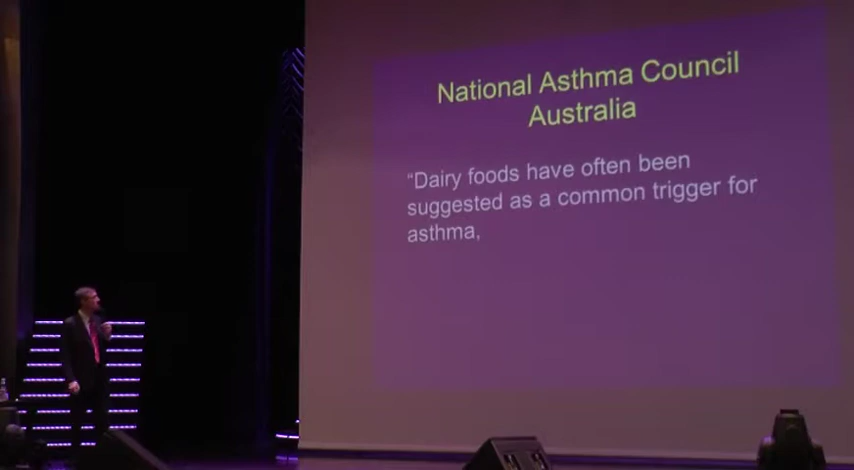 National Asthma Council
Australia
“Dairy foods have often been
suggested as a common trigger for
asthma,